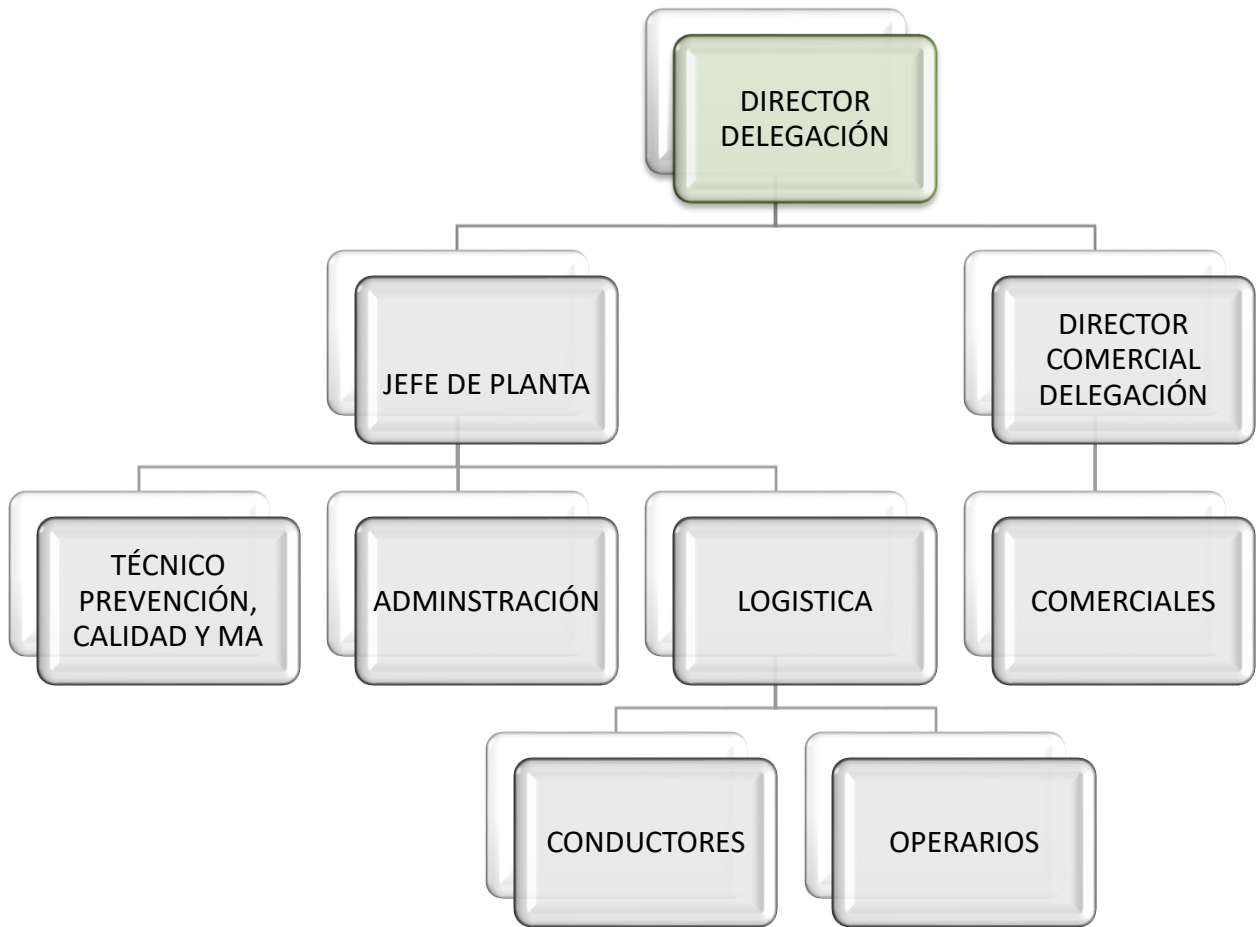 DIRECTOR
DELEGACIÓN
JEFE DE PLANTA
DIRECTOR
COMERCIAL
DELEGACIÓN
TÉCNICO
PREVENCIÓN,
CALIDAD Y MA
ADMINSTRACIÓN
LOGISTICA
COMERCIALES
CONDUCTORES
OPERARIOS